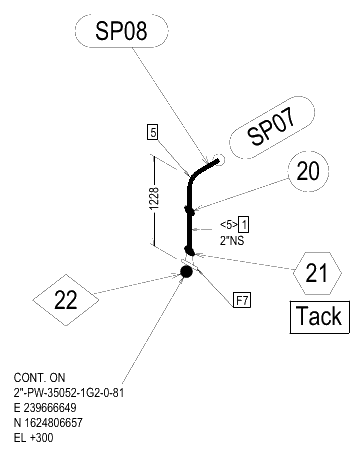 SP08
SP07
5
20
1228
<5> 1
2"NS
21
22
F7
Tack
CONT. ON
2"-PW-35052-1G2-0-81
E 239666649
N 1624806657
EL +300